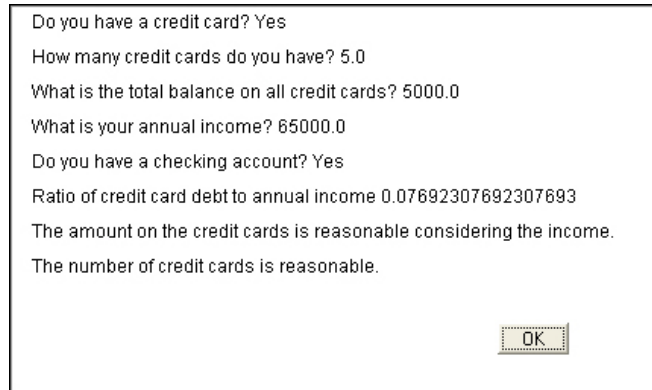 Do you have a credit card? Yes
How many credit cards do you have? 5.0
What is the total balance on all credit cards? 5000.0
What is your annual income? 65000.0
Do you have a checking account? Yes
Ratio of credit card debt to annual income 0.07692307692307693
The amount on the credit cards is reasonable considering the income.
The number of credit cards is reasonable.
OK